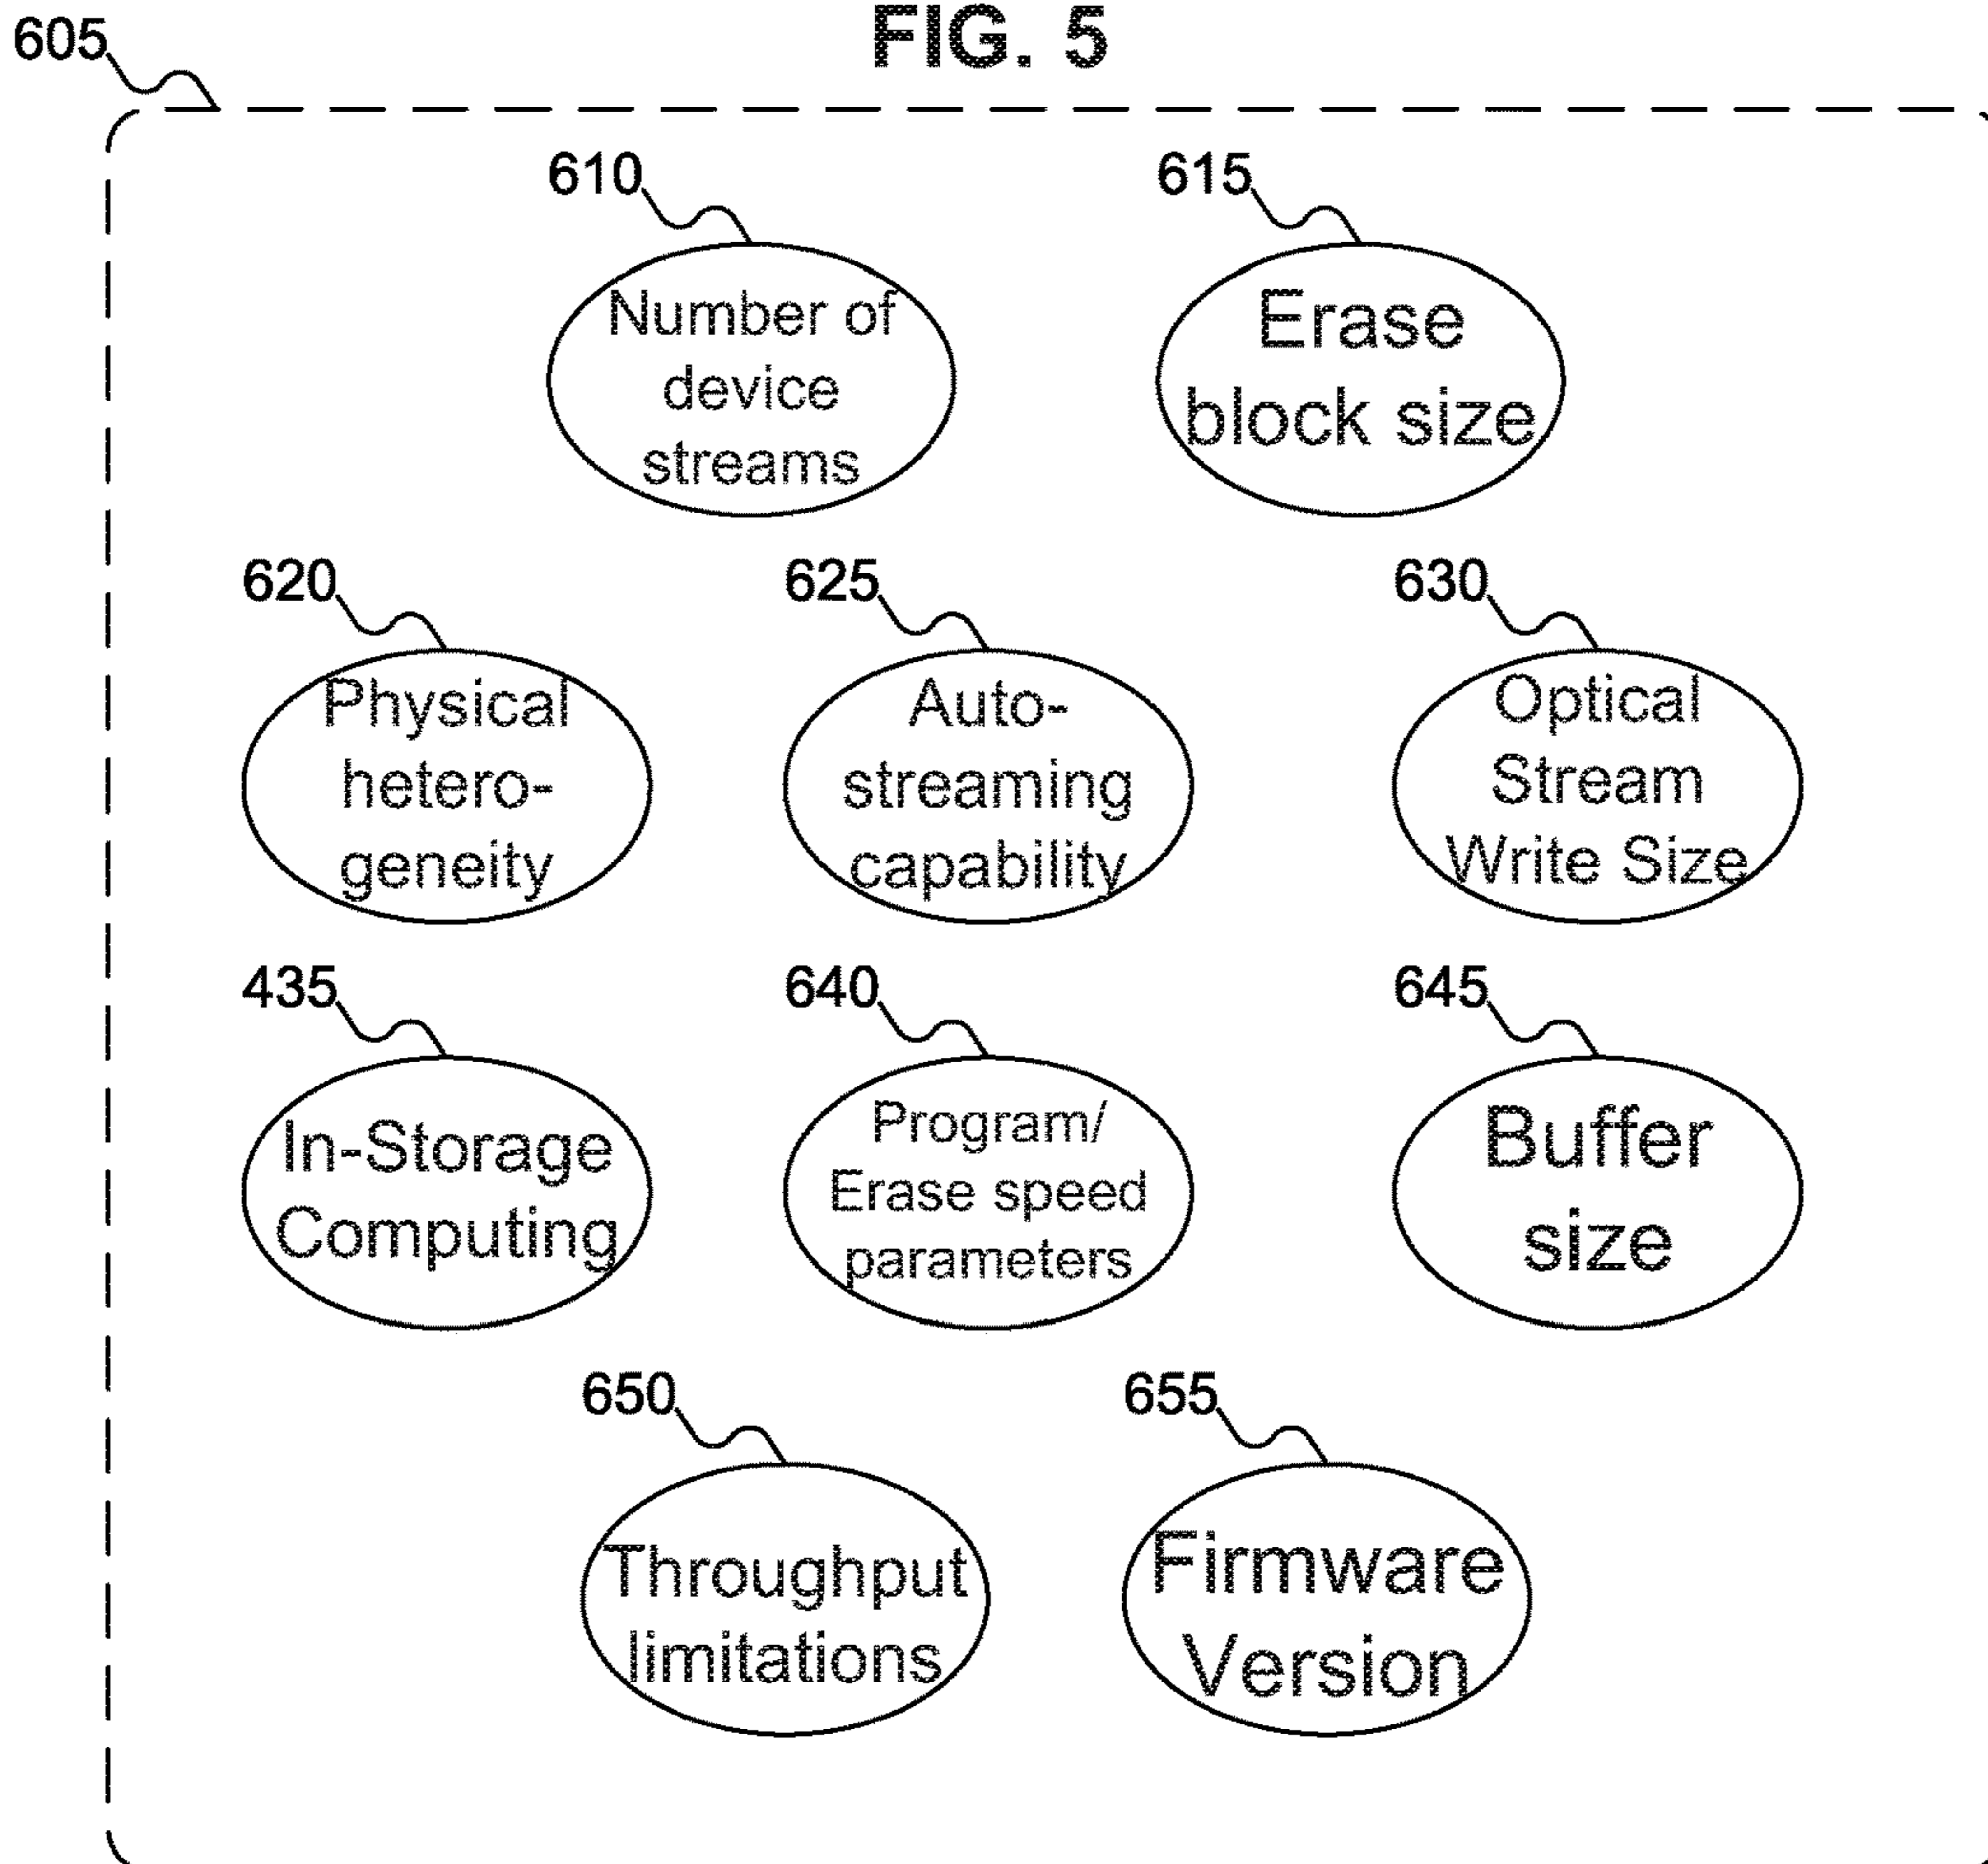 FIG. 5
605
610
615
Number of
device
streams
Erase
block size
620
625
630
Physical
hetero-
geneity
Auto-
streaming
capability
Optical
Stream
Write Size
435
640
645
In-Storage
Computing
Program/
Erase speed
parameters
Buffer
size
650
655
Throughput
limitations
Firmware
Version